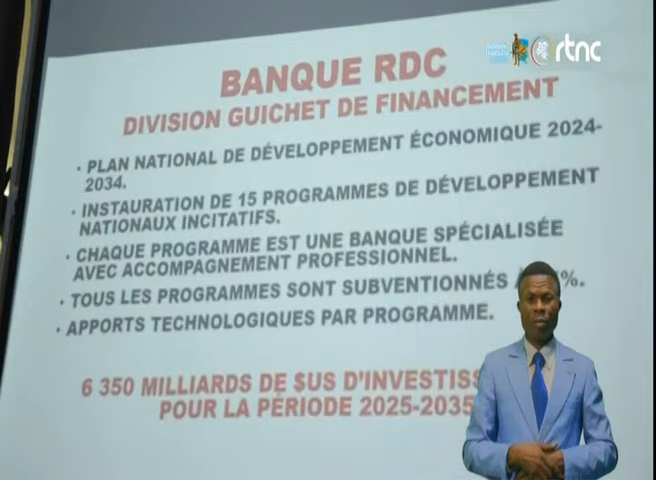 rtnc
BANQUE RDC
DIVISION GUICHET DE FINANCEMENT
· PLAN NATIONAL DE DÉVELOPPEMENT ÉCONOMIQUE 2024-
2034.
· INSTAURATION DE 15 PROGRAMMES DE DÉVELOPPEMENT
NATIONAUX INCITATIFS.
· CHAQUE PROGRAMME EST UNE BANQUE SPÉCIALISÉE
AVEC ACCOMPAGNEMENT PROFESSIONNEL.
· TOUS LES PROGRAMMES SONT SUBVENTIONNÉS %.
· APPORTS TECHNOLOGIQUES PAR PROGRAMME.
6 350 MILLIARDS DE $US D'INVESTISS
POUR LA PÉRIODE 2025-2035